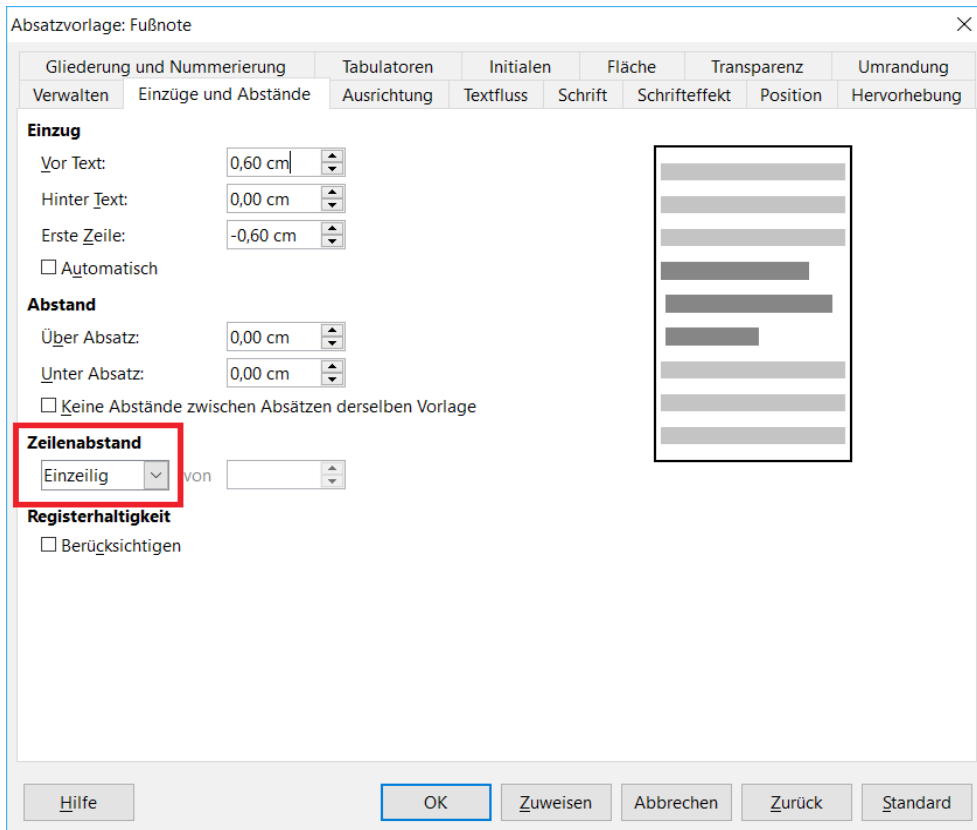 Absatzvorlage: Fußnote
Gliederung und Nummerierung Tabulatoren Initialen Fläche Transparenz Umrandung
Verwalten Einzüge und Abstände Ausrichtung Textfluss Schrift Schrifteffekt Position Hervorhebung
Einzug
Vor Text: 0,60 cm
Hinter Text: 0,00 cm
Erste Zeile: -0,60 cm
Automatisch
Abstand
Über Absatz: 0,00 cm
Unter Absatz: 0,00 cm
Keine Abstände zwischen Absätzen derselben Vorlage
Zeilenabstand
Einzeilig von
Registerhaltigkeit
Berücksichtigen
Hilfe OK Zuweisen Abbrechen Zurück Standard